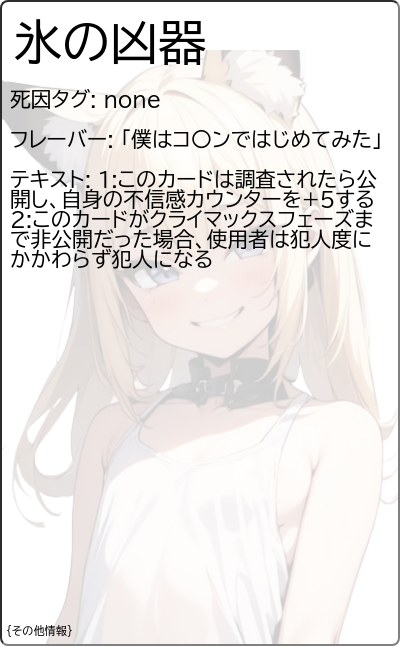 氷の凶器
死因タグ: none
フレーバー: 「僕はコ〇ンではじめてみた」
テキスト: 1:このカードは調査されたら公
開し、自身の不信感カウンターを+5する
2:このカードがクライマックスフェーズま
で非公開だった場合、使用者は犯人度に
かかわらず犯人になる
{その他情報}